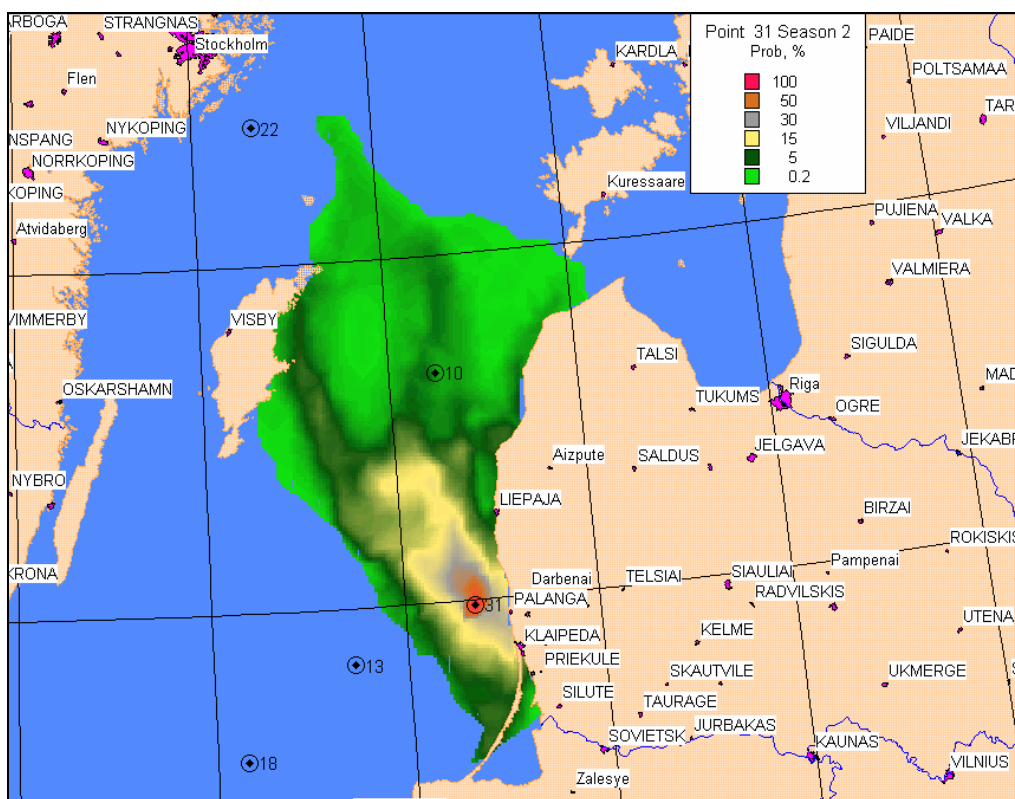 ARBOGA
STRANGNAS
Stockholm
Flen
NYKOPING
NSPANG
NORRKOPING
KOPING
Atvidaberg
22
KARDLA
Kuressaare
Point 31 Season 2
Prob, %
100
50
30
15
5
0.2
PAIDE
POLTSAMAA
TAR
VILJANDI
PUJIENA
VALKA
VALMIERA
VIMMERBY
VISBY
OSKARSHAMN
10
TALSI
SIGULDA
Riga
TUKUMS
OGRE
MAD
NYBRO
Aizpute
SALDUS
JELGAVA
JEKABP
LIEPAJA
BIRZAI
ROKISKIS
KRONA
31
Darbenai
PALANGA
TELSIAI
SIAULIAI
Pampenai
RADVILSKIS
KLAIPEDA
KELME
UTENA
13
PRIEKULE
SKAUTVILE
UKMERGE
SILUTE
TAURAGE
18
SOVIETSK
JURBAKAS
KAUNAS
VILNIUS
Zalesye